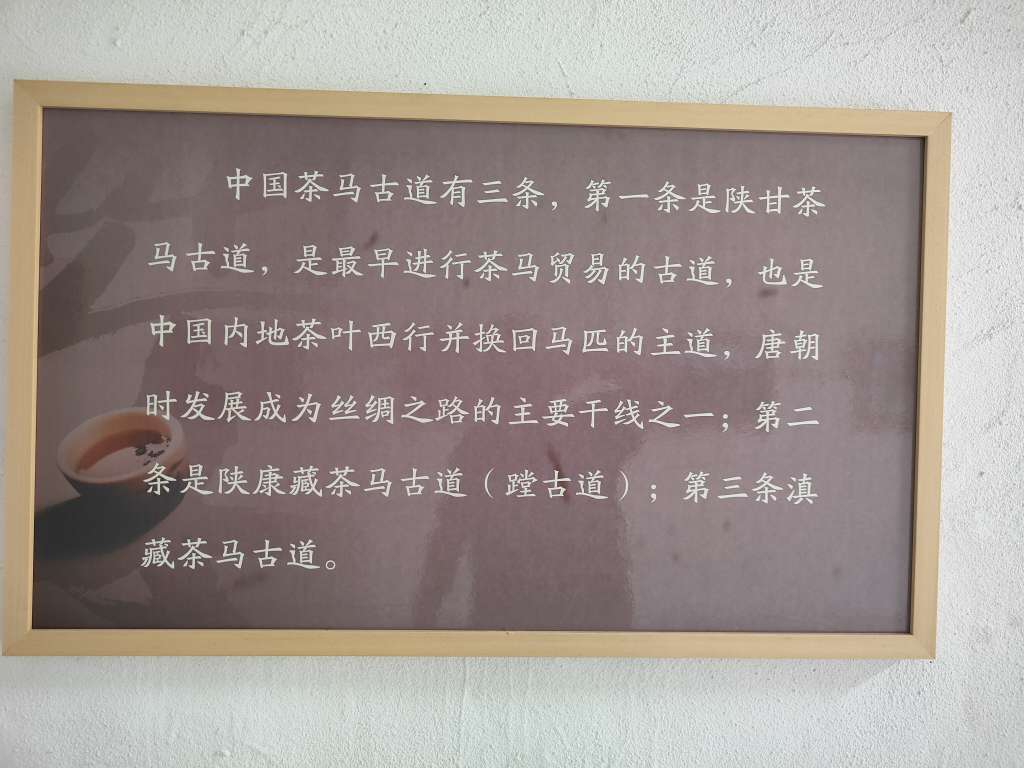 中国茶马古道有三条，第一条是陕甘茶
马古道，是最早进行茶马贸易的古道，也是
中国内地茶叶西行并换回马匹的主道，唐朝
时发展成为丝绸之路的主要干线之一；第二
条是陕康藏茶马古道（蹚古道）；第三条滇
藏茶马古道。